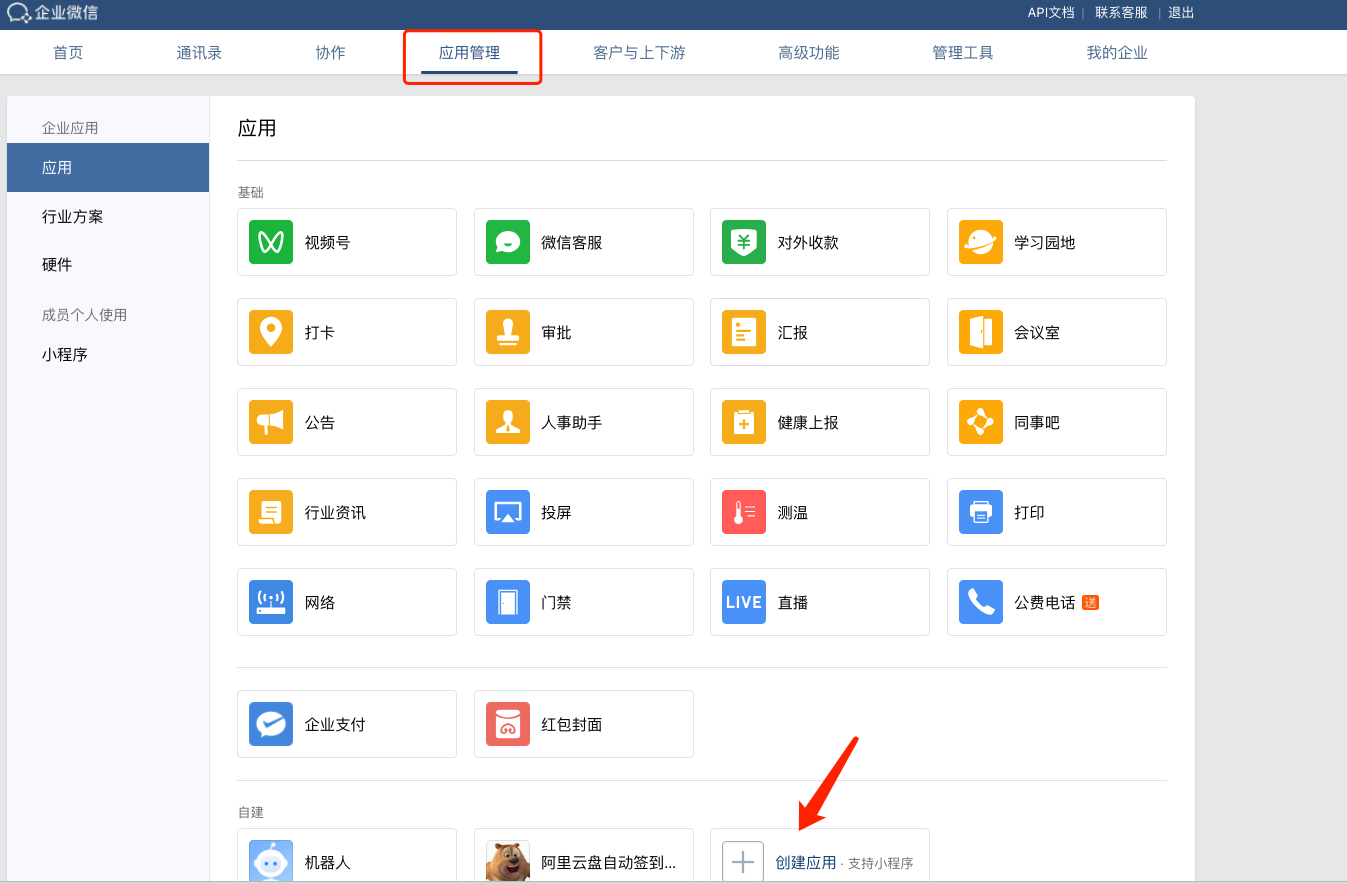 企业微信
API文档 | 联系客服 | 退出
首页 通讯录 协作 应用管理 客户与上下游 高级功能 管理工具 我的企业
企业应用
应用
行业方案
硬件
成员个人使用
小程序
应用
基础
视频号 微信客服 对外收款 学习园地
打卡 审批 汇报 会议室
公告 人事助手 健康上报 同事吧
行业资讯 投屏 测温 打印
网络 门禁 LIVE 直播 公费电话 送
企业支付 红包封面
自建
机器人 阿里云盘自动签到... 创建应用 · 支持小程序